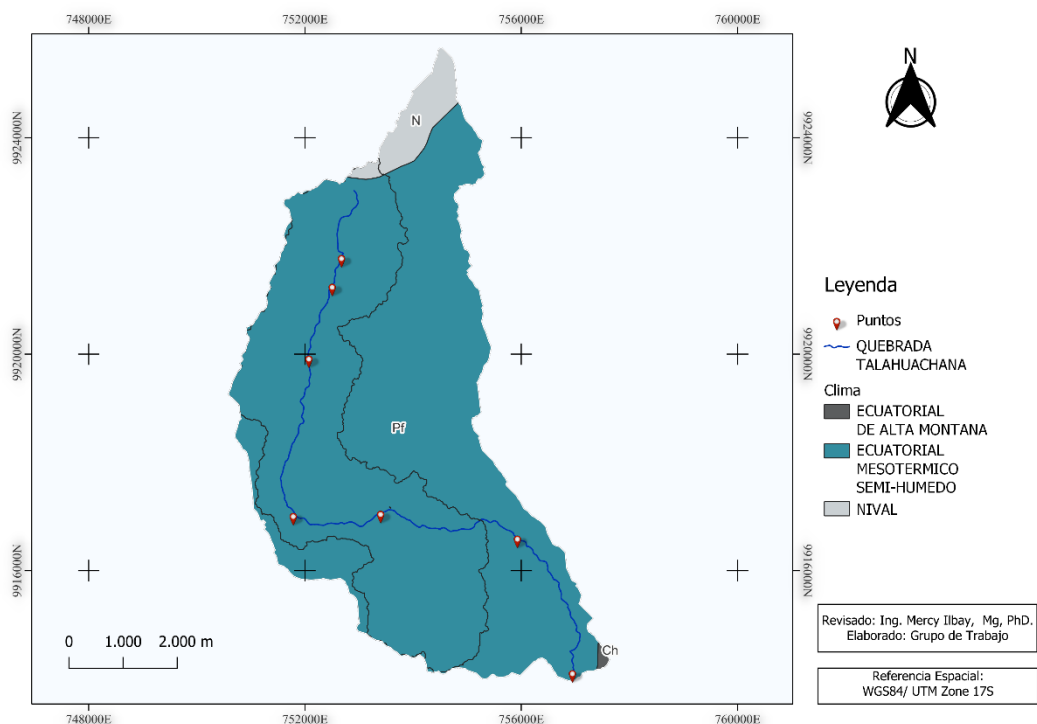 748000E
752000E
756000E
760000E
N
N
9924000N
9924000N
Leyenda
Puntos
QUEBRADA
TALAHUACHANA
9920000N
9920000N
Clima
ECUATORIAL
DE ALTA MONTANA
Pf
ECUATORIAL
MESOTERMICO
SEMI-HUMEDO
NIVAL
9916000N
9916000N
Revisado: Ing. Mercy Ilbay, Mg, PhD.
Elaborado: Grupo de Trabajo
0 1.000 2.000 m
Ch
Referencia Espacial:
WGS84/ UTM Zone 17S
748000E
752000E
756000E
760000E